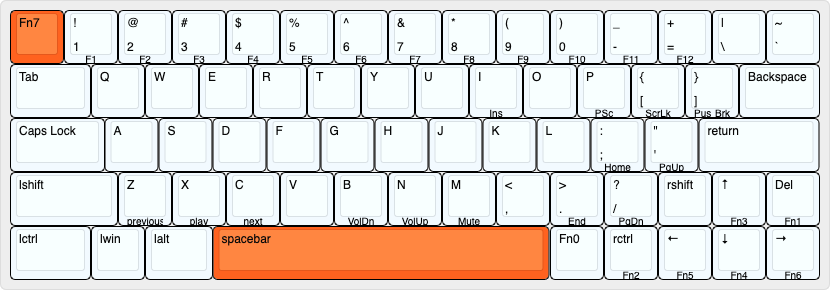 Fn7 ! @ # $ % ^ & * ( ) _ + | ~
1 2 3 4 5 6 7 8 9 0 - = \ `
F1 F2 F3 F4 F5 F6 F7 F8 F9 F10 F11 F12
Tab Q W E R T Y U I O P { } Backspace
[ ]
Ins PSc ScrLk Pus Brk
Caps Lock A S D F G H J K L : " return
; '
Home PgUp
lshift Z X C V B N M < > ? rshift ↑ Del
, . /
previous play next VolDn VolUp Mute End PgDn Fn3 Fn1
lctrl lwin lalt spacebar Fn0 rctrl ← ↓ →
Fn2 Fn5 Fn4 Fn6